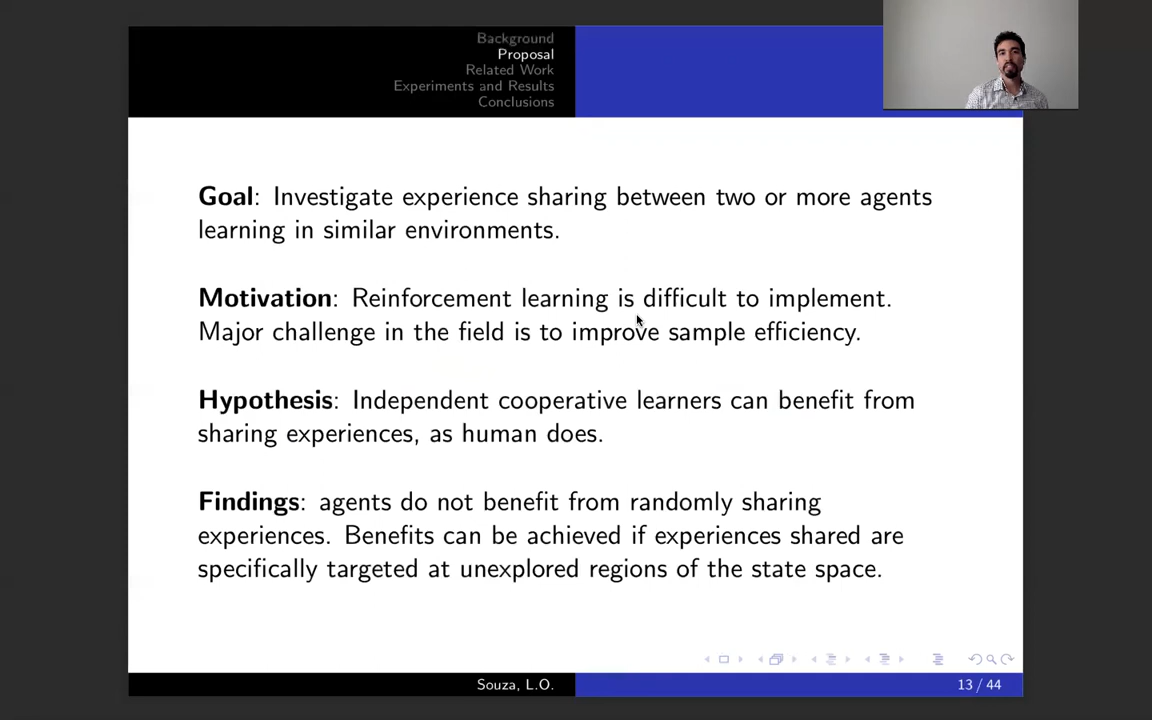 Background
Proposal
Related Work
Experiments and Results
Conclusions
Goal: Investigate experience sharing between two or more agents
learning in similar environments.
Motivation: Reinforcement learning is difficult to implement.
Major challenge in the field is to improve sample efficiency.
Hypothesis: Independent cooperative learners can benefit from
sharing experiences, as human does.
Findings: agents do not benefit from randomly sharing
experiences. Benefits can be achieved if experiences shared are
specifically targeted at unexplored regions of the state space.
Souza, L.O.
13 / 44